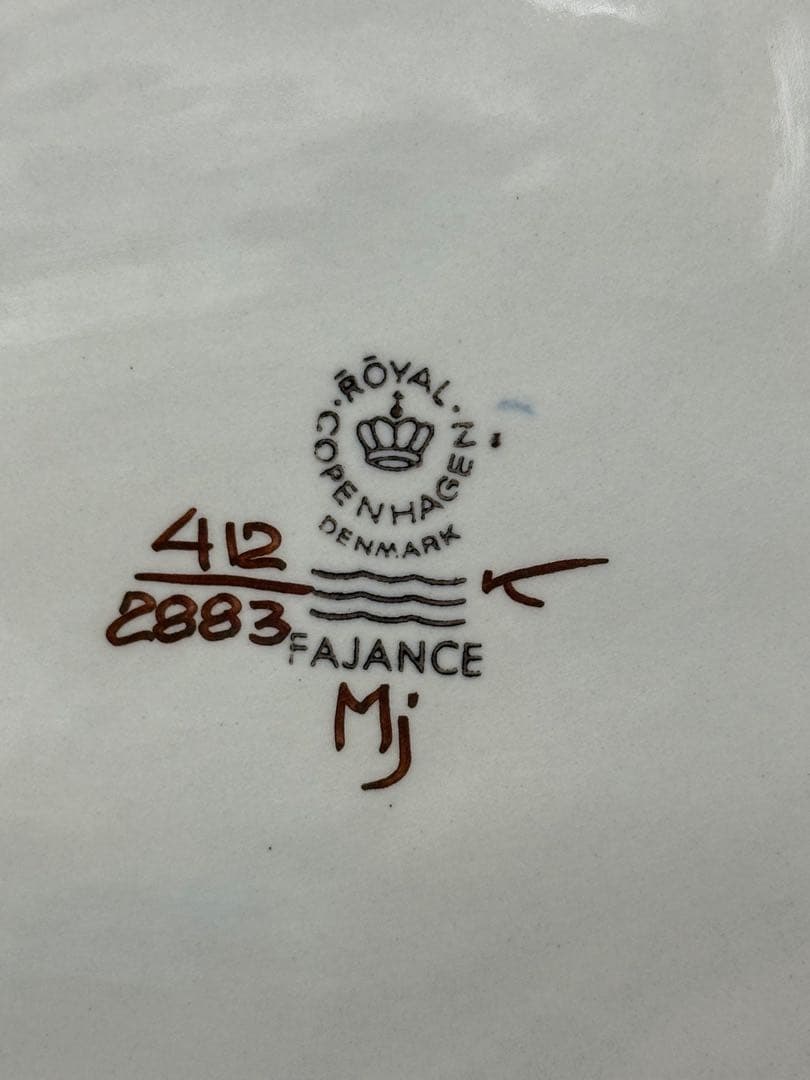 ROYAL
COPENHAGEN
DENMARK
412
2883
FAJANCE
Mj